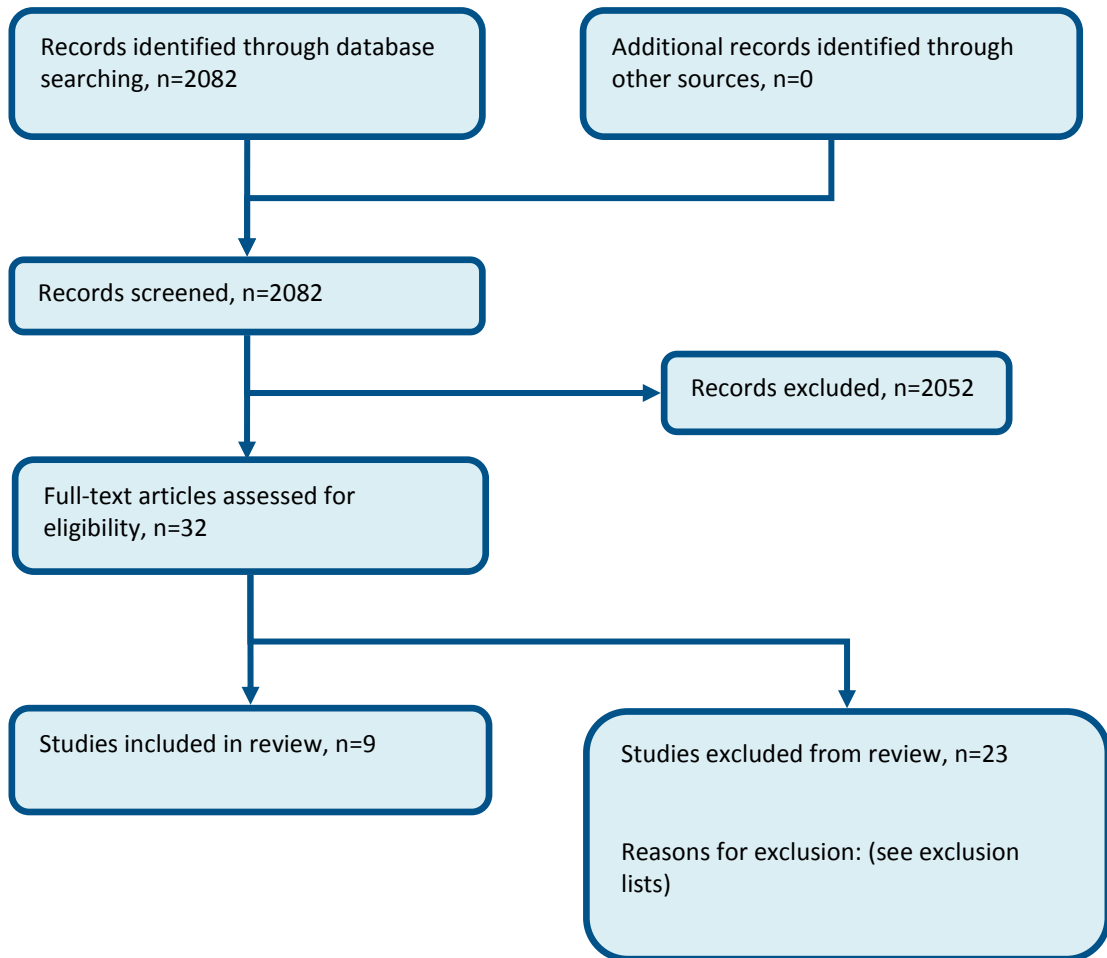 Records identified through database
searching, n=2082
Additional records identified through
other sources, n=0
Records screened, n=2082
Records excluded, n=2052
Full-text articles assessed for
eligibility, n=32
Studies included in review, n=9
Studies excluded from review, n=23
Reasons for exclusion: (see exclusion
lists)